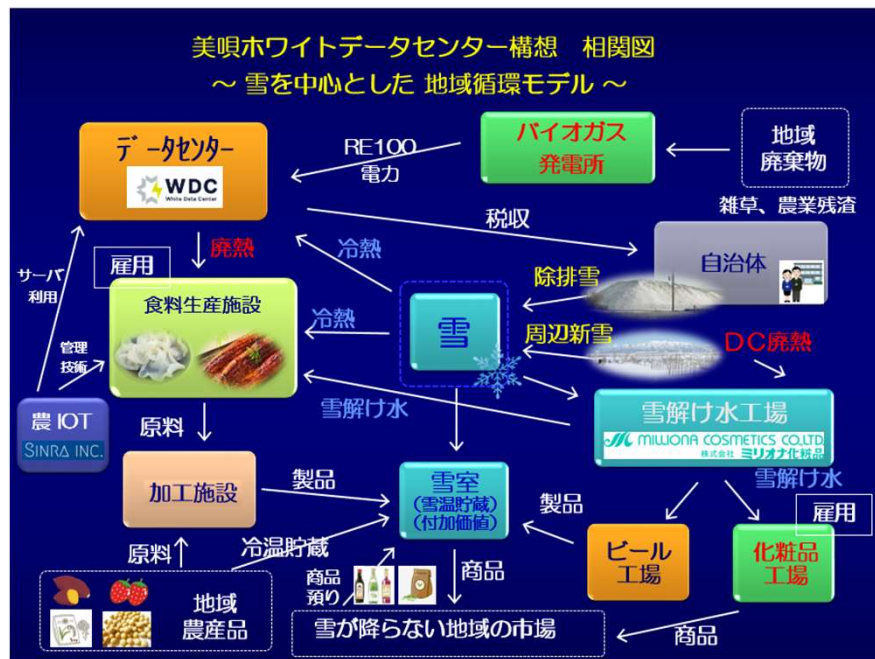 美唄ホワイトデータセンター構想 相関図
～ 雪を中心とした 地域循環モデル ～
データセンター
WDC
White Data Center
RE100
電力
バイオガス
発電所
地域
廃棄物
雑草、農業残渣
税収
自治体
廃熱
雇用
冷熱
除排雪
サーバ
利用
食料生産施設
冷熱
雪
周辺新雪
DC廃熱
管理
技術
雪解け水
雪解け水工場
MILLIONA COSMETICS CO.,LTD.
株式会社 ミリオナ化粧品
農IOT
SINRA INC.
原料
雪解け水
加工施設
製品
雪室
(雪温貯蔵)
(付加価値)
製品
雇用
ビール
工場
化粧品
工場
原料
冷温貯蔵
地域
農産品
商品
預り
商品
雪が降らない地域の市場
商品